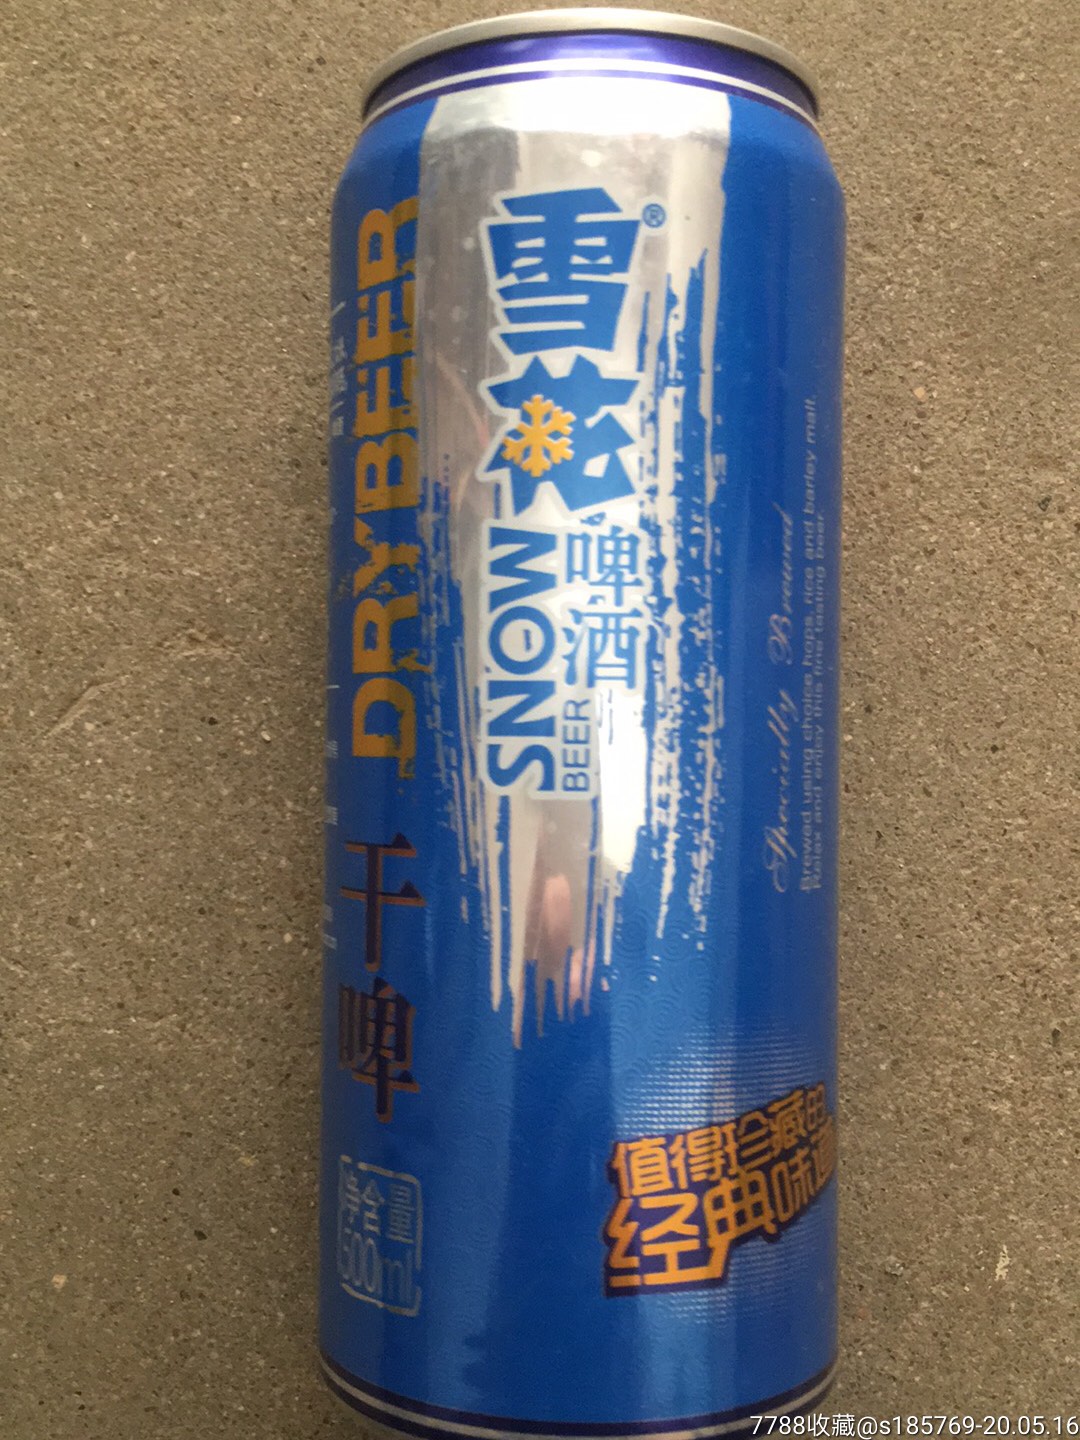 雪花®
啤酒
SNOW
BEER
DRY BEER
干啤
净含量
500ml
Specially Brewed
Brewed using choice hops, Rice and barley malt.
Relax and enjoy this fine tasting beer
值得珍藏的
经典味道
7788收藏@s185769-20.05.16